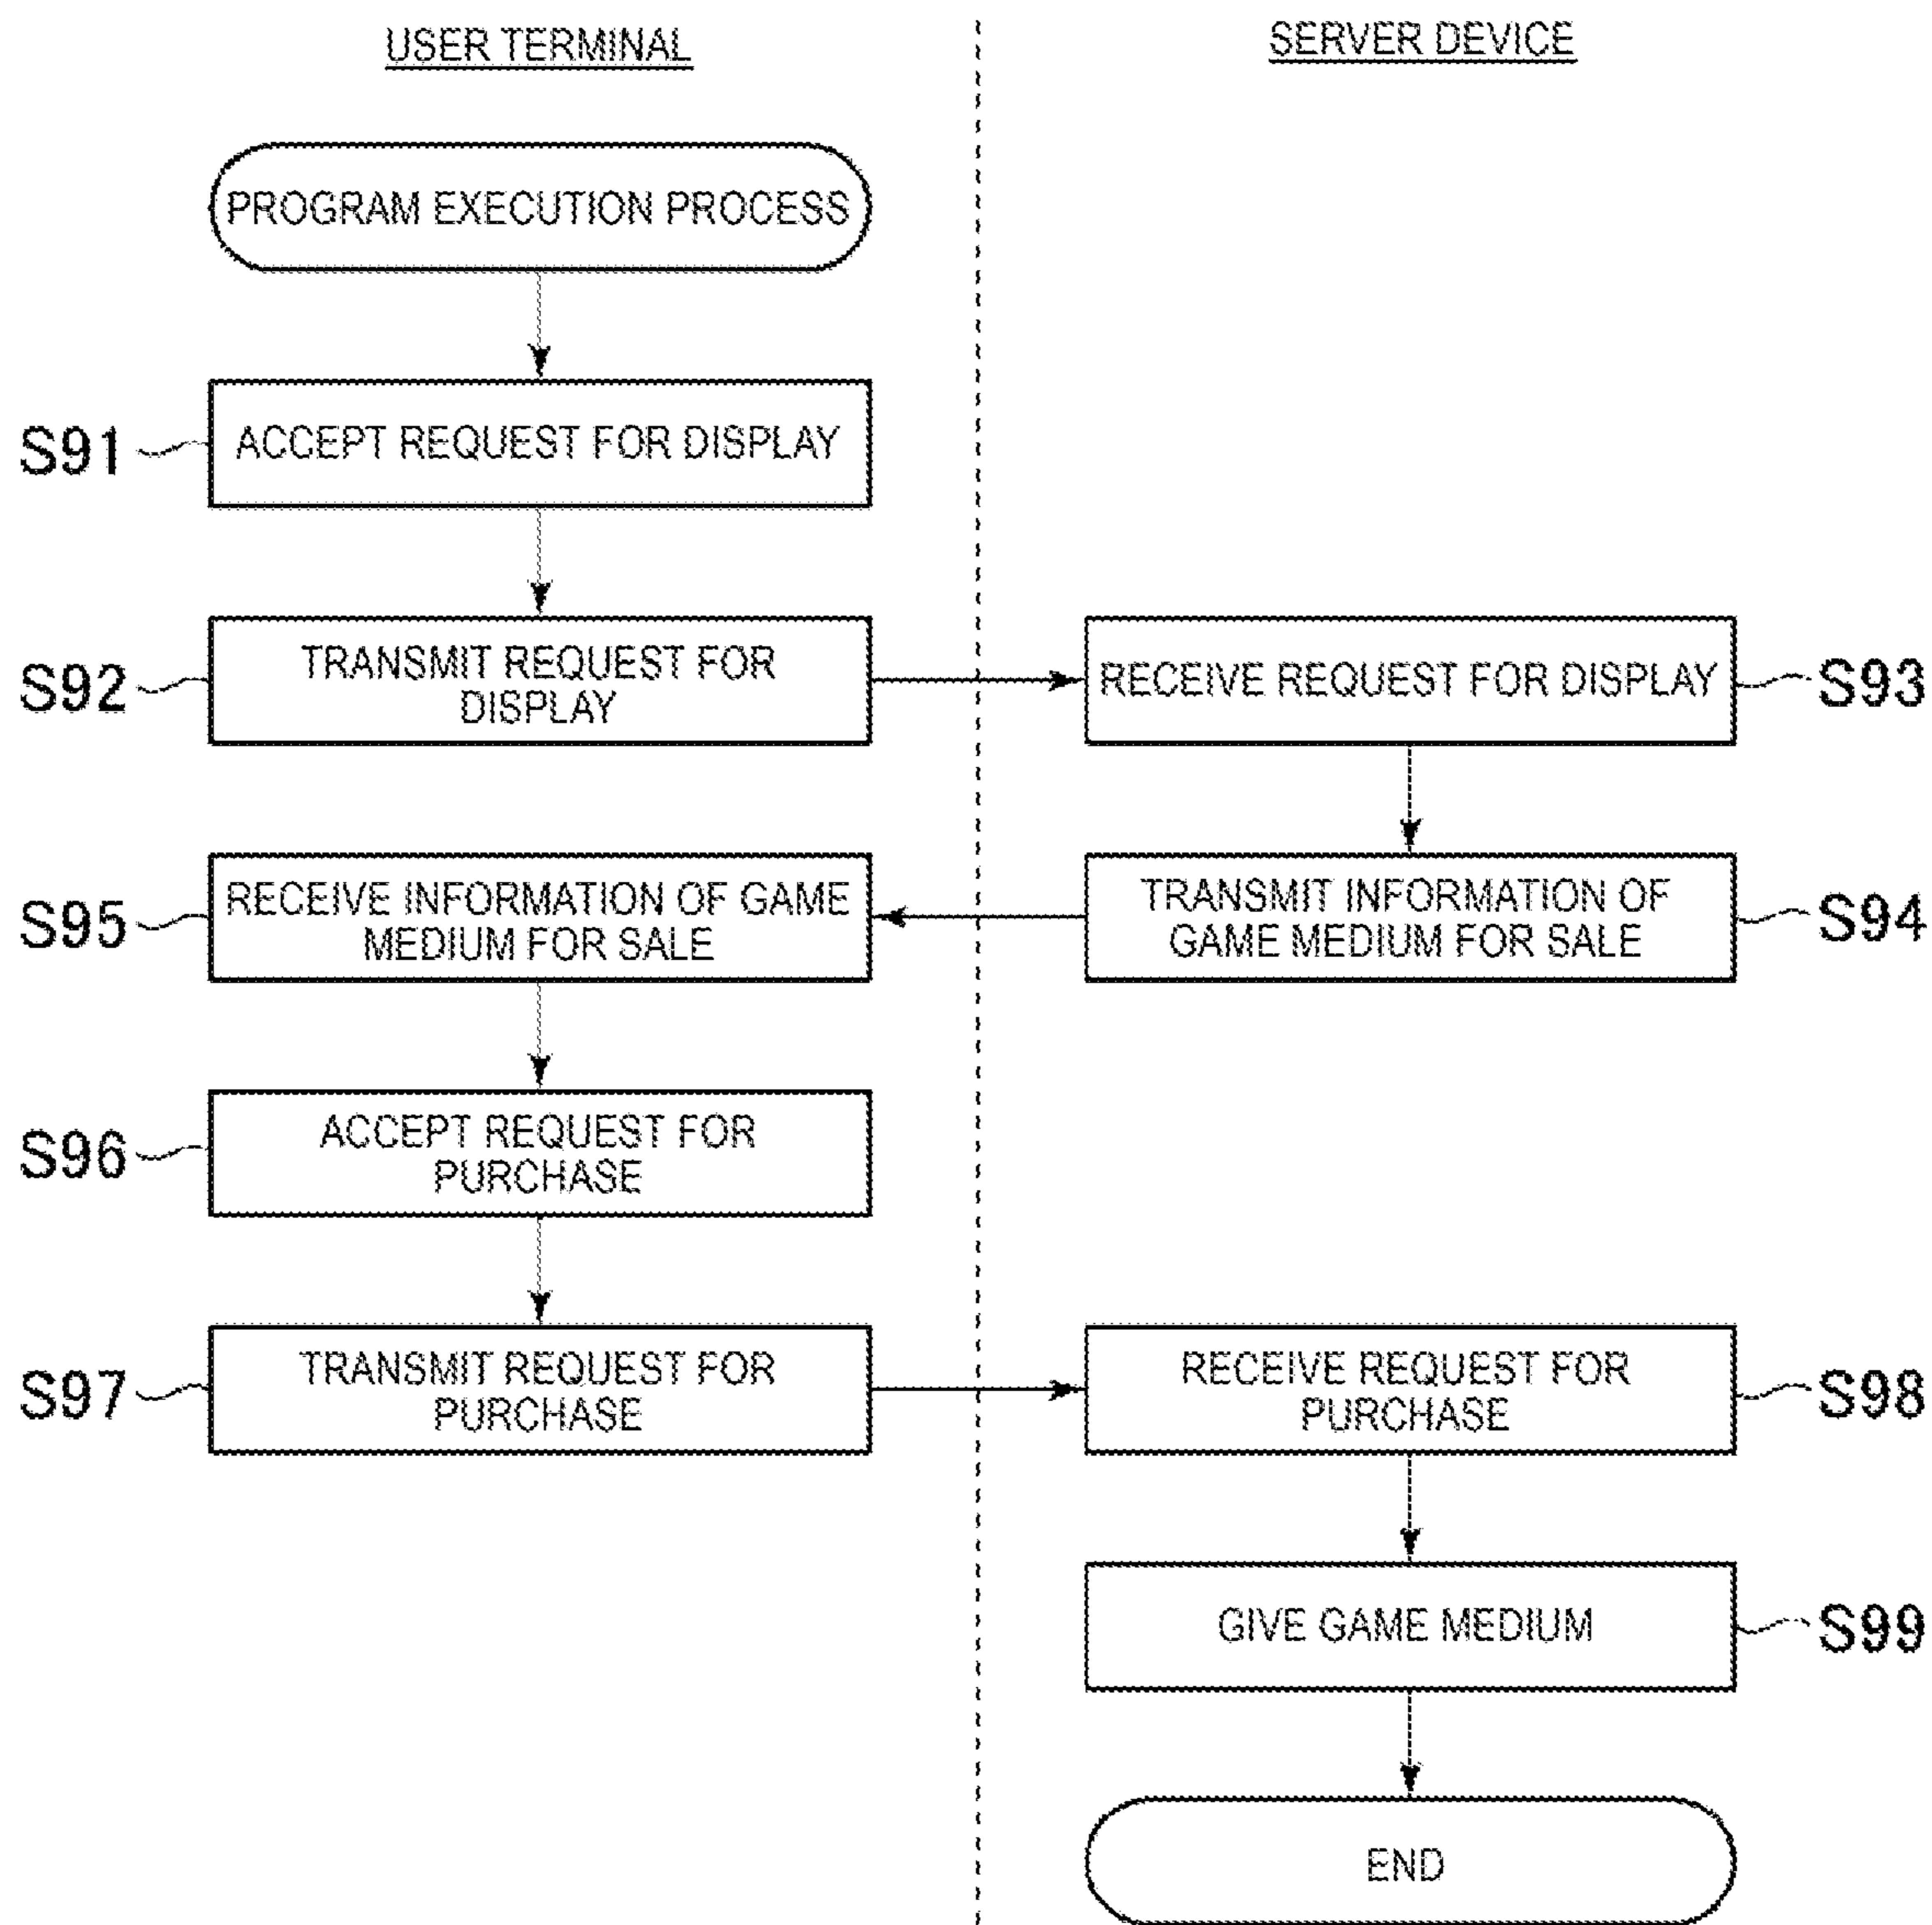 USER TERMINAL
SERVER DEVICE
PROGRAM EXECUTION PROCESS
S91
ACCEPT REQUEST FOR DISPLAY
S92
TRANSMIT REQUEST FOR
DISPLAY
RECEIVE REQUEST FOR DISPLAY
S93
S95
RECEIVE INFORMATION OF GAME
MEDIUM FOR SALE
TRANSMIT INFORMATION OF
GAME MEDIUM FOR SALE
S94
S96
ACCEPT REQUEST FOR
PURCHASE
S97
TRANSMIT REQUEST FOR
PURCHASE
RECEIVE REQUEST FOR
PURCHASE
S98
GIVE GAME MEDIUM
S99
END